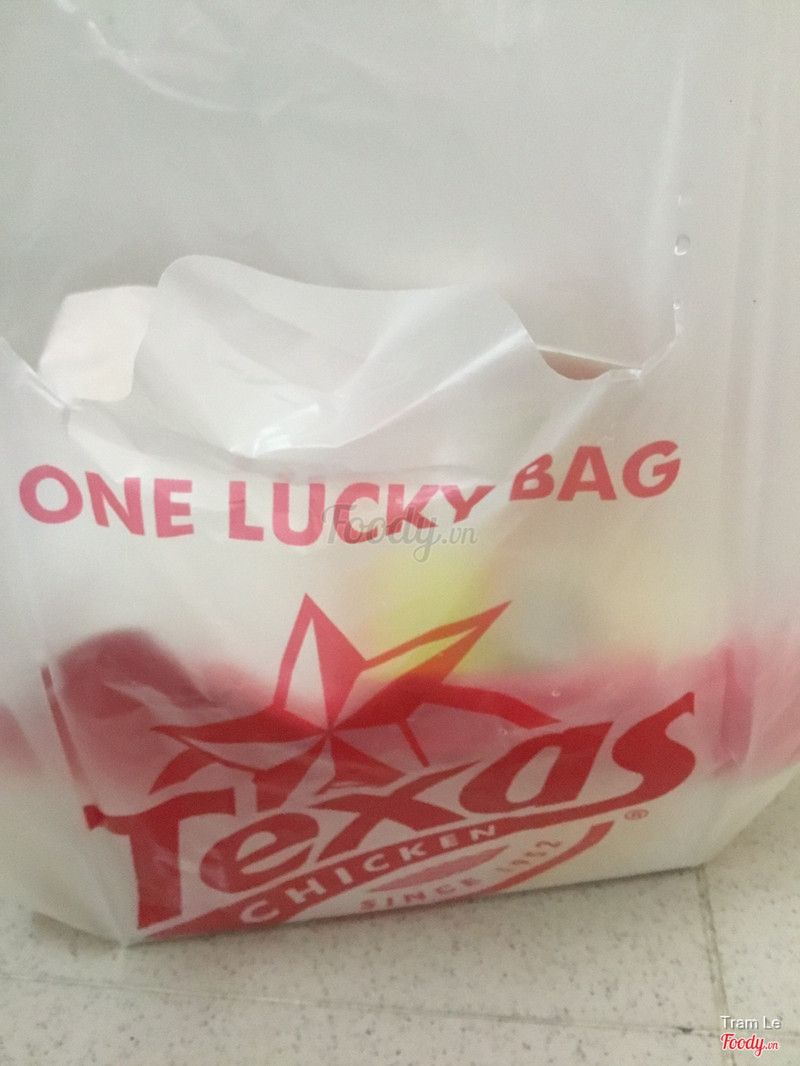 ONE LUCKY BAG
Foody.vn
Texas
CHICKEN ®
SINCE 1952
Tram Le
Foody.vn